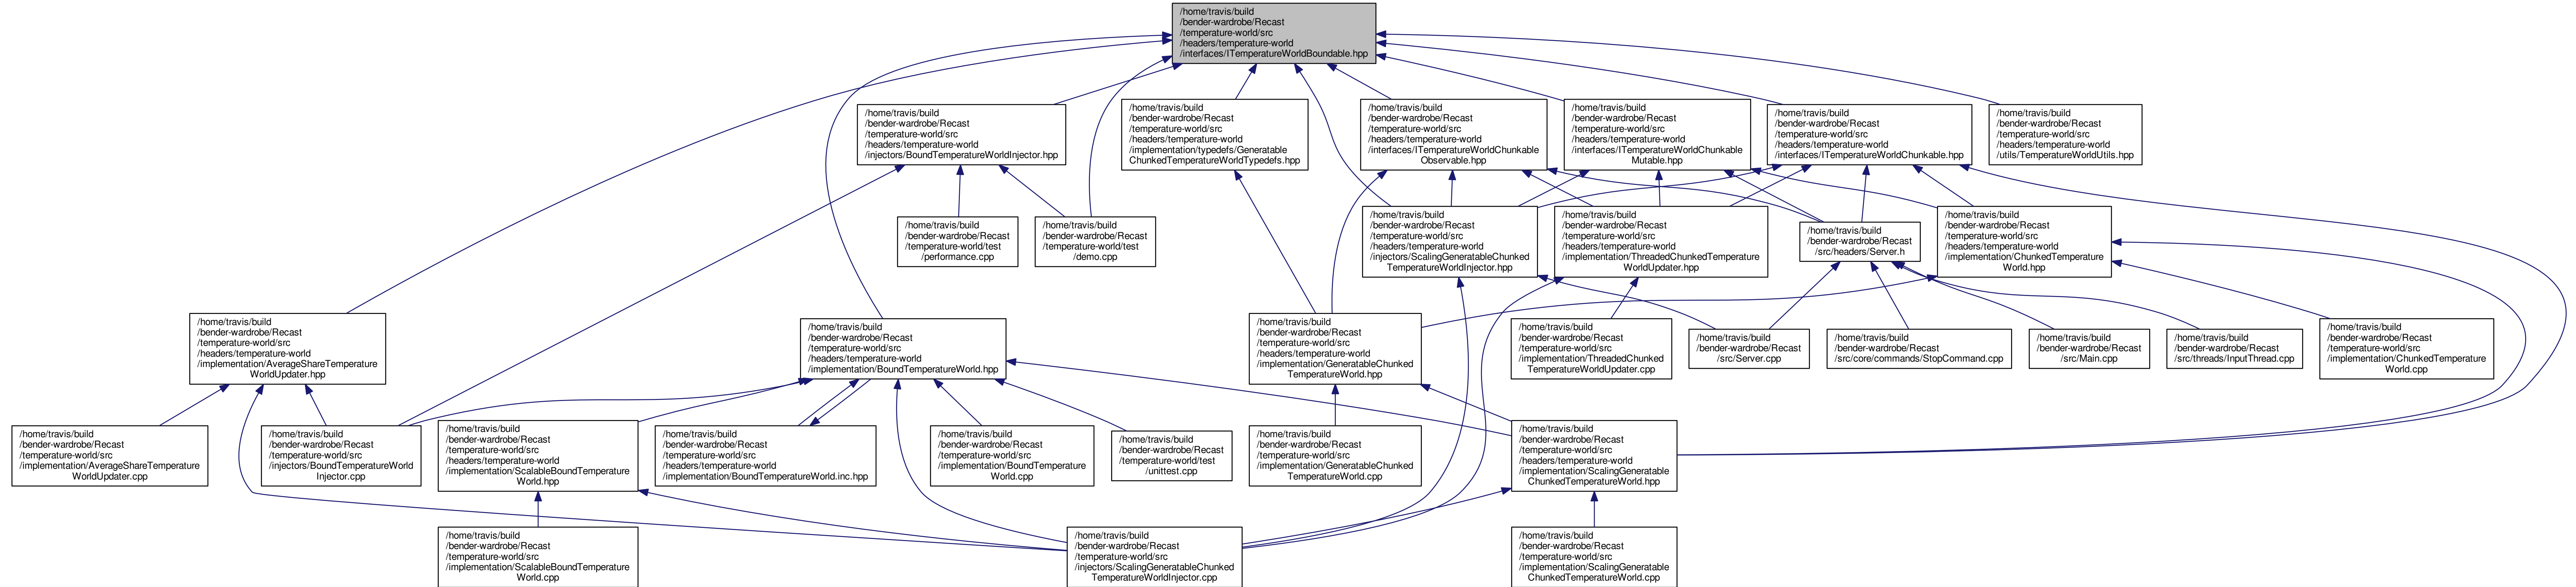 /home/travis/build
/bender-wardrobe/Recast
/temperature-world/src
/headers/temperature-world
/interfaces/ITemperatureWorldBoundable.hpp
/home/travis/build
/bender-wardrobe/Recast
/temperature-world/src
/headers/temperature-world
/injectors/BoundTemperatureWorldInjector.hpp
/home/travis/build
/bender-wardrobe/Recast
/temperature-world/src
/headers/temperature-world
/implementation/typedefs/Generatable
ChunkedTemperatureWorldTypedefs.hpp
/home/travis/build
/bender-wardrobe/Recast
/temperature-world/src
/headers/temperature-world
/interfaces/ITemperatureWorldChunkable
Observable.hpp
/home/travis/build
/bender-wardrobe/Recast
/temperature-world/src
/headers/temperature-world
/interfaces/ITemperatureWorldChunkable
Mutable.hpp
/home/travis/build
/bender-wardrobe/Recast
/temperature-world/src
/headers/temperature-world
/interfaces/ITemperatureWorldChunkable.hpp
/home/travis/build
/bender-wardrobe/Recast
/temperature-world/src
/headers/temperature-world
/utils/TemperatureWorldUtils.hpp
/home/travis/build
/bender-wardrobe/Recast
/temperature-world/test
/performance.cpp
/home/travis/build
/bender-wardrobe/Recast
/temperature-world/test
/demo.cpp
/home/travis/build
/bender-wardrobe/Recast
/temperature-world/src
/headers/temperature-world
/injectors/ScalingGeneratableChunked
TemperatureWorldInjector.hpp
/home/travis/build
/bender-wardrobe/Recast
/temperature-world/src
/headers/temperature-world
/implementation/ThreadedChunkedTemperature
WorldUpdater.hpp
/home/travis/build
/bender-wardrobe/Recast
/src/headers/Server.h
/home/travis/build
/bender-wardrobe/Recast
/temperature-world/src
/headers/temperature-world
/implementation/ChunkedTemperature
World.hpp
/home/travis/build
/bender-wardrobe/Recast
/temperature-world/src
/headers/temperature-world
/implementation/AverageShareTemperature
WorldUpdater.hpp
/home/travis/build
/bender-wardrobe/Recast
/temperature-world/src
/headers/temperature-world
/implementation/BoundTemperatureWorld.hpp
/home/travis/build
/bender-wardrobe/Recast
/temperature-world/src
/headers/temperature-world
/implementation/GeneratableChunked
TemperatureWorld.hpp
/home/travis/build
/bender-wardrobe/Recast
/temperature-world/src
/implementation/ThreadedChunked
TemperatureWorldUpdater.cpp
/home/travis/build
/bender-wardrobe/Recast
/src/Server.cpp
/home/travis/build
/bender-wardrobe/Recast
/src/core/commands/StopCommand.cpp
/home/travis/build
/bender-wardrobe/Recast
/src/Main.cpp
/home/travis/build
/bender-wardrobe/Recast
/src/threads/InputThread.cpp
/home/travis/build
/bender-wardrobe/Recast
/temperature-world/src
/implementation/ChunkedTemperature
World.cpp
/home/travis/build
/bender-wardrobe/Recast
/temperature-world/src
/implementation/AverageShareTemperature
WorldUpdater.cpp
/home/travis/build
/bender-wardrobe/Recast
/temperature-world/src
/injectors/BoundTemperatureWorld
Injector.cpp
/home/travis/build
/bender-wardrobe/Recast
/temperature-world/src
/headers/temperature-world
/implementation/ScalableBoundTemperature
World.hpp
/home/travis/build
/bender-wardrobe/Recast
/temperature-world/src
/headers/temperature-world
/implementation/BoundTemperatureWorld.inc.hpp
/home/travis/build
/bender-wardrobe/Recast
/temperature-world/src
/implementation/BoundTemperature
World.cpp
/home/travis/build
/bender-wardrobe/Recast
/temperature-world/test
/unittest.cpp
/home/travis/build
/bender-wardrobe/Recast
/temperature-world/src
/implementation/GeneratableChunked
TemperatureWorld.cpp
/home/travis/build
/bender-wardrobe/Recast
/temperature-world/src
/headers/temperature-world
/implementation/ScalingGeneratable
ChunkedTemperatureWorld.hpp
/home/travis/build
/bender-wardrobe/Recast
/temperature-world/src
/implementation/ScalableBoundTemperature
World.cpp
/home/travis/build
/bender-wardrobe/Recast
/temperature-world/src
/injectors/ScalingGeneratableChunked
TemperatureWorldInjector.cpp
/home/travis/build
/bender-wardrobe/Recast
/temperature-world/src
/implementation/ScalingGeneratable
ChunkedTemperatureWorld.cpp